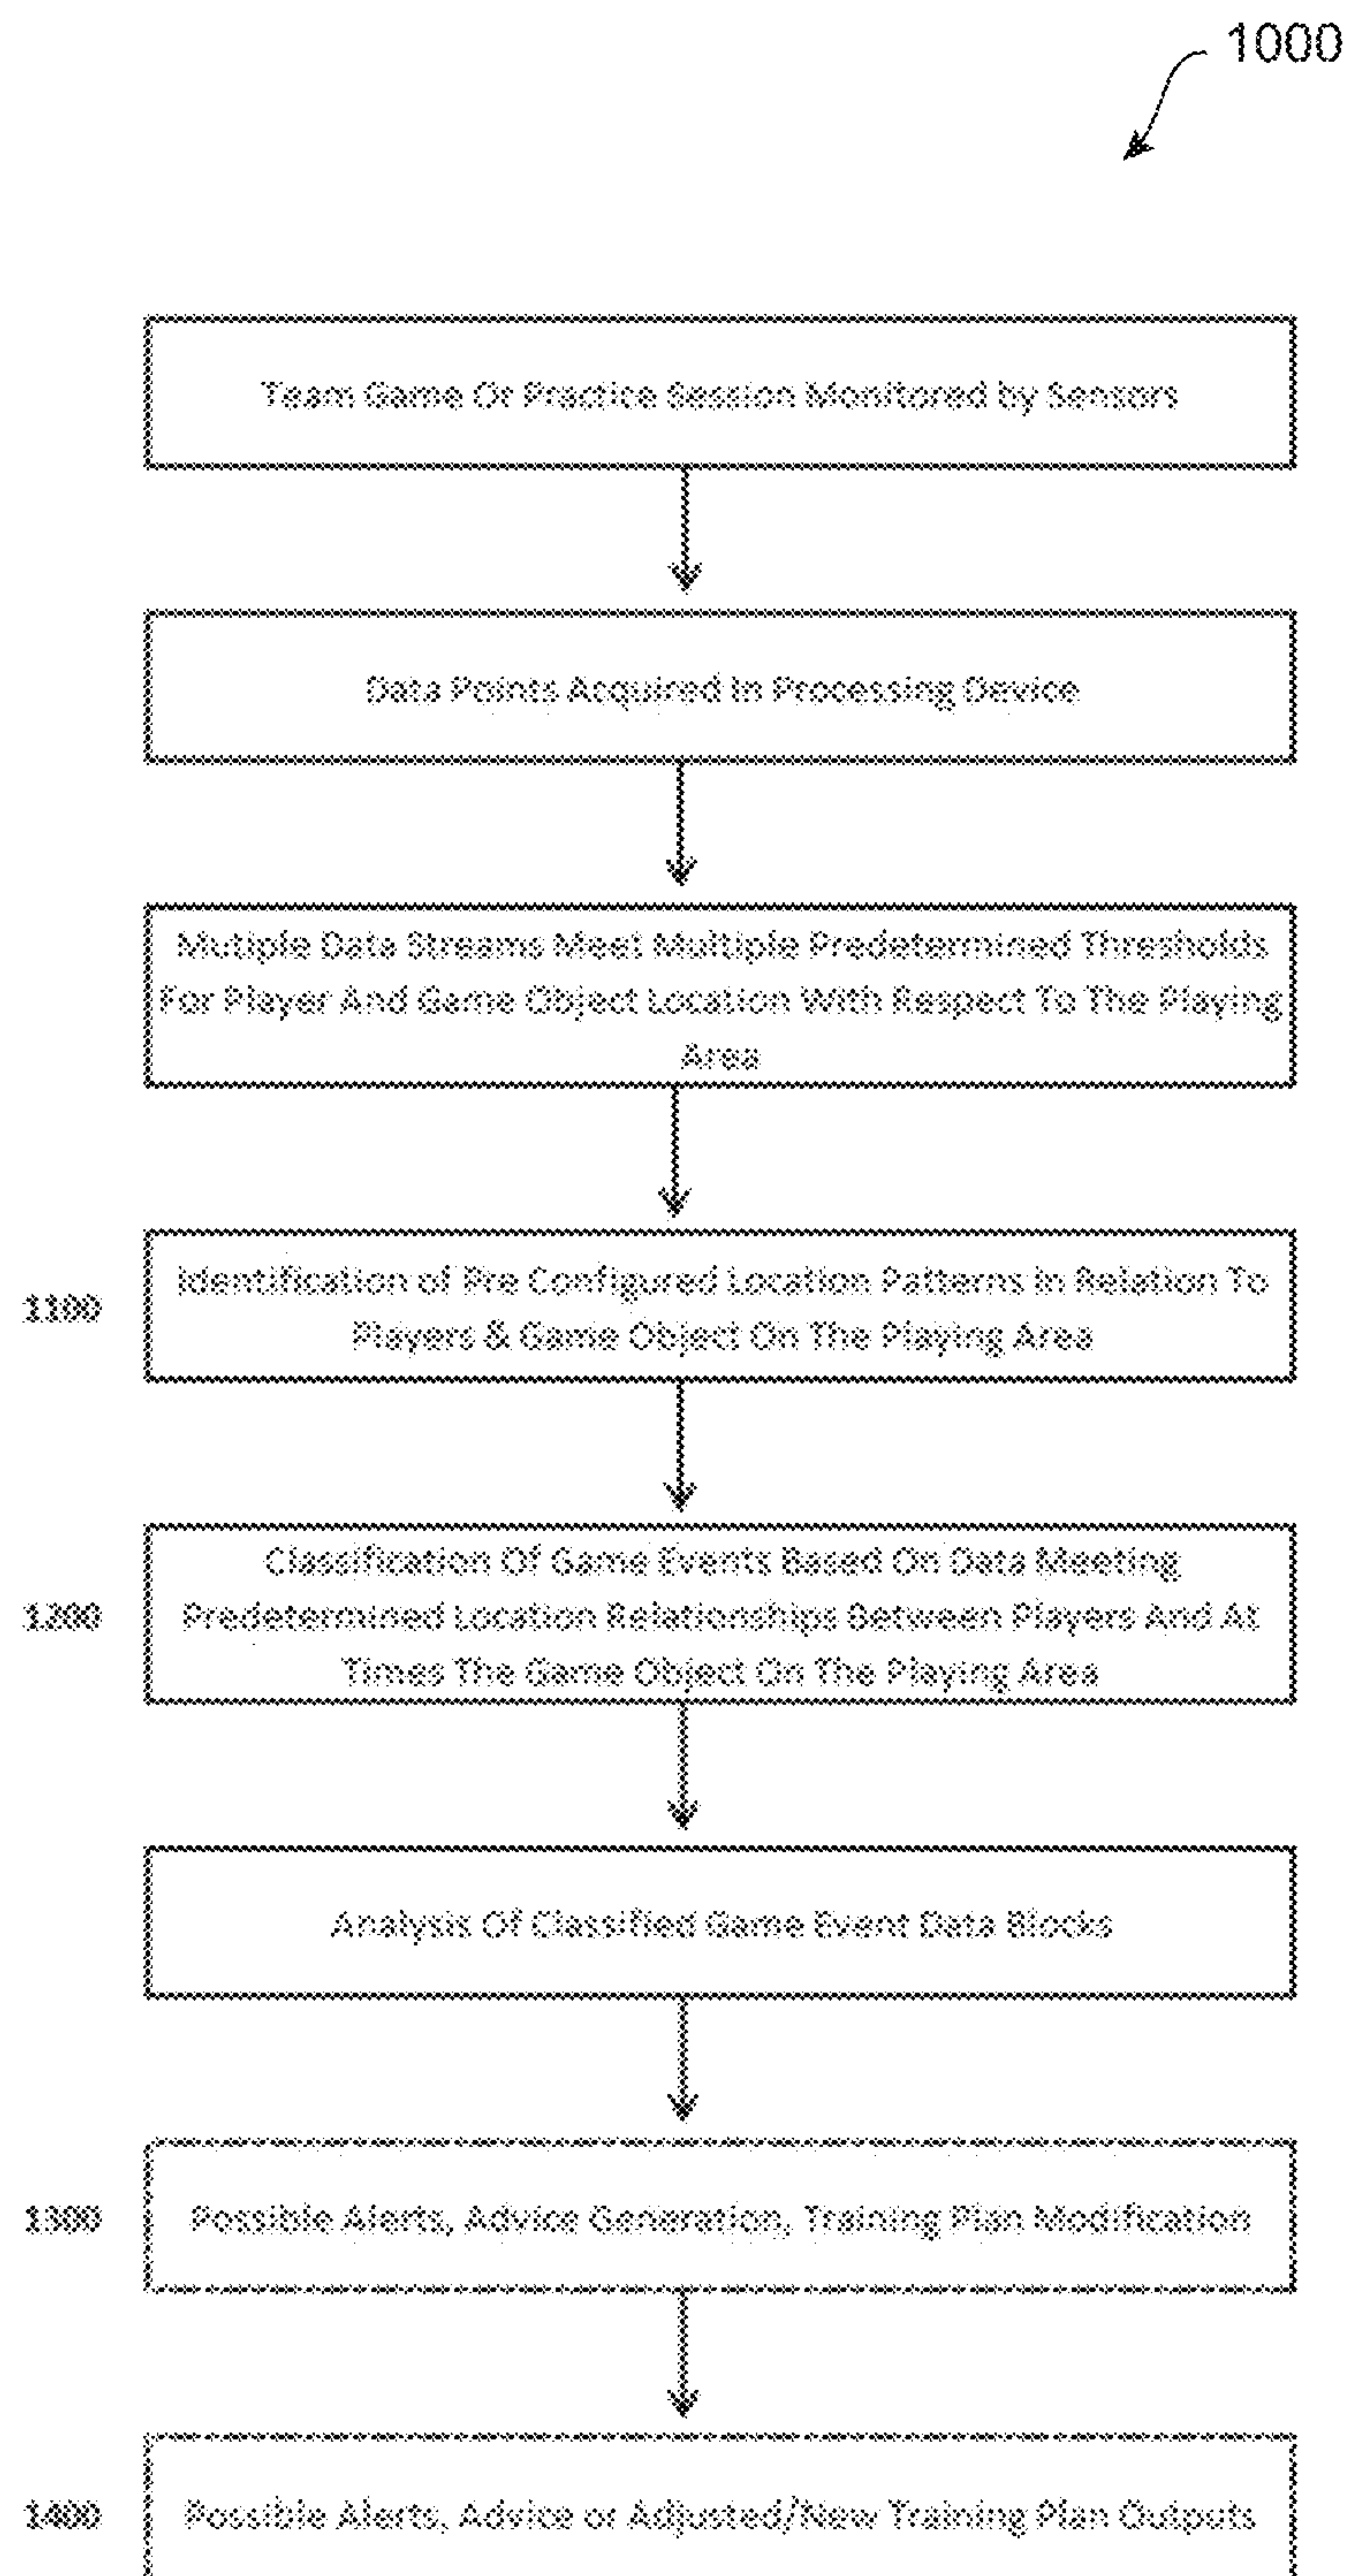 1000
Team Game Or Practice Session Monitored by Sensors
Data Points Acquired In Processing Device
Mutiple Data Streams Meet Multiple Predetermined Thresholds
For Player And Game Object Location With Respect To The Playing
Area
1100
Identification of Pre Configured Location Patterns In Relation To
Players & Game Object On The Playing Area
1200
Classification Of Game Events Based On Data Meeting
Predetermined Location Relationships Between Players And At
Times The Game Object On The Playing Area
Analysis Of Classified Game Event Data Blocks
1300
Possible Alerts, Advice Generation, Training Plan Modification
1400
Possible Alerts, Advice or Adjusted/New Training Plan Outputs